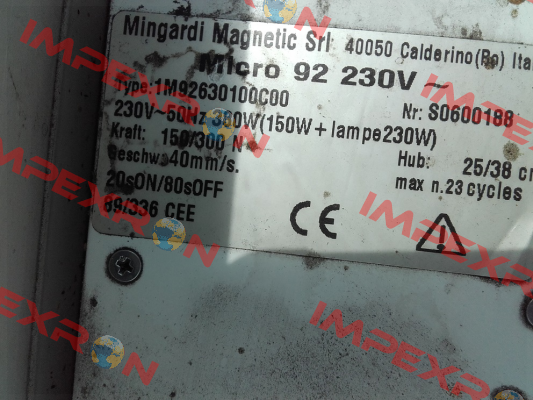 Mingardi Magnetic Srl 40050 Calderino(Bo) Ita
Micro 92 230V ~
Type:1M92630100C00
Nr: S0600188
230V~50Hz 380W(150W+lampe230W)
Kraft: 150/300 N
Hub: 25/38 cm
Geschw. 40mm/s.
max n.23 cycles
20sON/80sOFF
89/336 CEE
CE
IMPEXRON
IMPEXRON
IMPEXRON
IMPEXRON
IMPEXRON